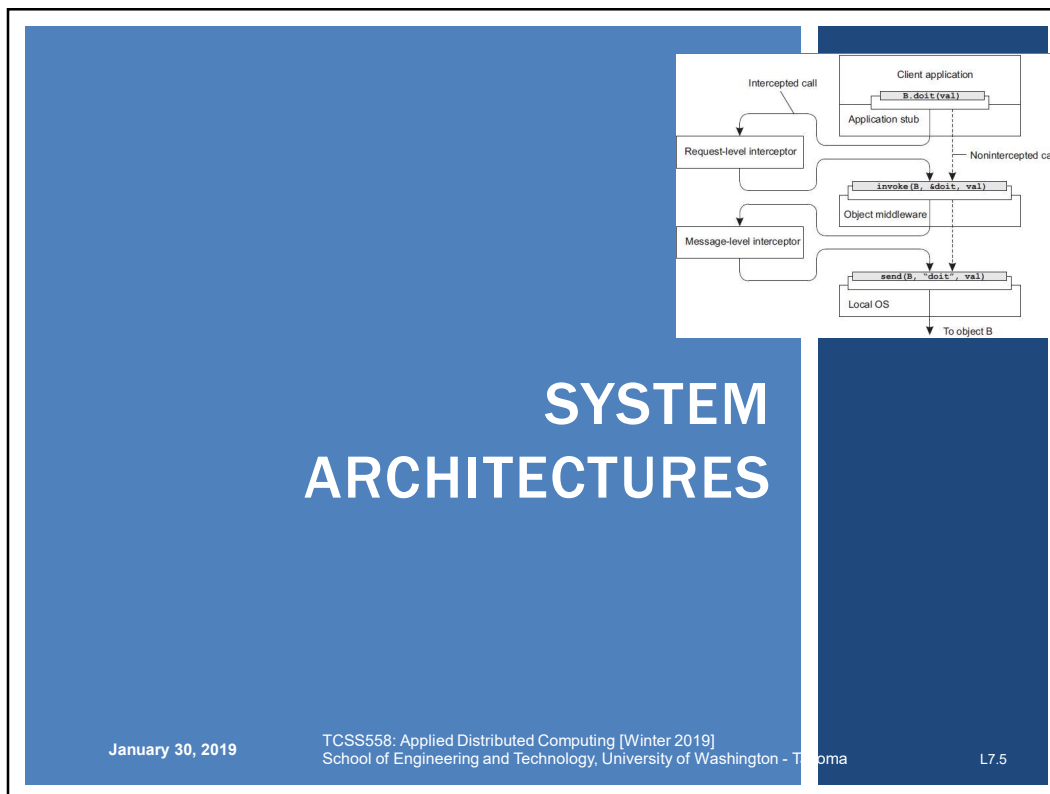 Client application
Intercepted call
B.doit(val)
Application stub
Request-level interceptor
Nonintercepted ca
invoke(B, &doit, val)
Object middleware
Message-level interceptor
send(B, "doit", val)
Local OS
To object B
SYSTEM
ARCHITECTURES
January 30, 2019
TCSS558: Applied Distributed Computing [Winter 2019]
School of Engineering and Technology, University of Washington - Tacoma
L7.5